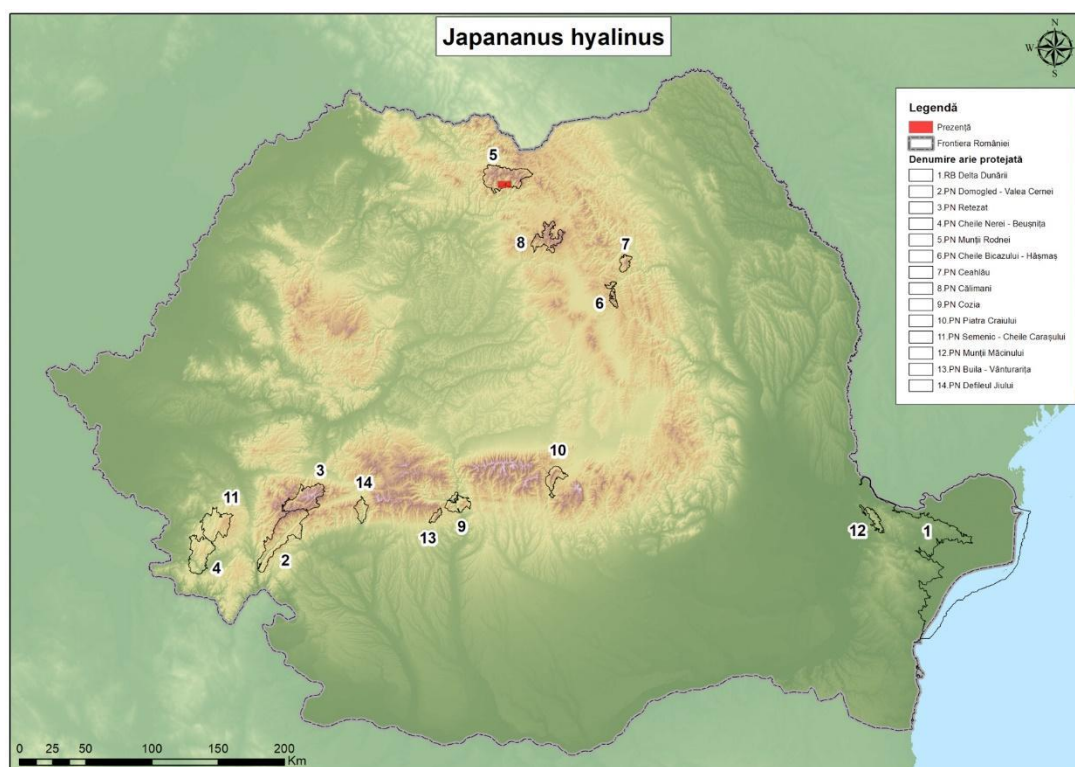 Japananus hyalinus
N
W
E
S
Legendă
Prezență
Frontiera României
Denumire arie protejată
1.RB Delta Dunării
2.PN Domogled - Valea Cernei
3.PN Retezat
4.PN Cheile Nerei - Beușnița
5.PN Munții Rodnei
6.PN Cheile Bicazului - Hășmaș
7.PN Ceahlău
8.PN Călimani
9.PN Cozia
10.PN Piatra Craiului
11.PN Semenic - Cheile Carașului
12.PN Munții Măcinului
13.PN Buila - Vânturarița
14.PN Defileul Jiului
5
8
7
6
10
3
14
11
13
9
12
1
4
2
0 25 50 100 150 200
Km